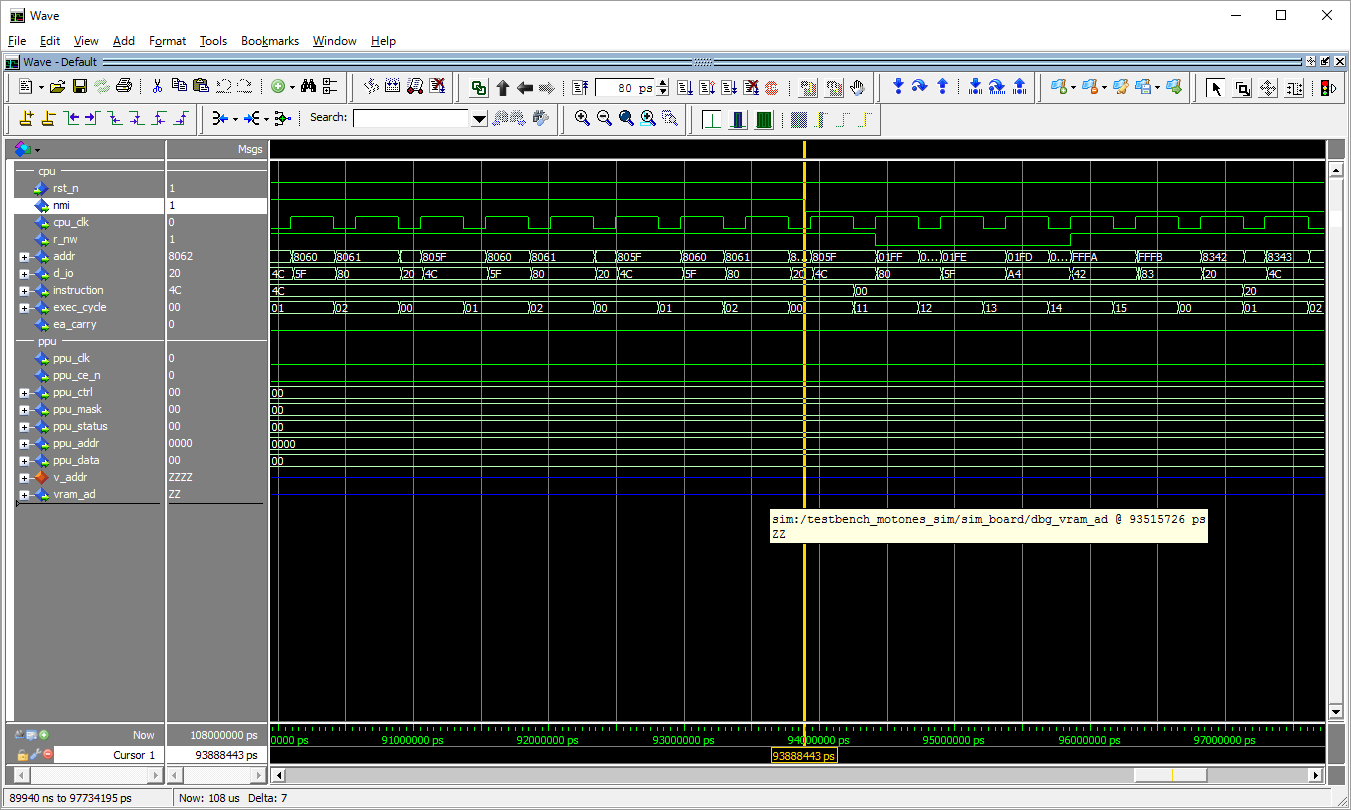 Wave
File Edit View Add Format Tools Bookmarks Window Help
Wave - Default
80 ps
Search:
Msgs
cpu
rst_n 1
nmi 1
cpu_clk 0
r_nw 1
addr 8062 8060 8061 805F 8060 8061 805F 8060 8061 8... 805F 01FF 0... 01FE 01FD 0... FFFA FFFB 8342 8343
d_io 20 4C 5F 80 20 4C 5F 80 20 4C 5F 80 20 4C 80 5F A4 42 83 20 4C
instruction 4C 4C 00 20
exec_cycle 00 01 02 00 01 02 00 01 02 00 11 12 13 14 15 00 01 02
ea_carry 0
ppu
ppu_clk 0
ppu_ce_n 0
ppu_ctrl 00 00
ppu_mask 00 00
ppu_status 00 00
ppu_addr 0000 0000
ppu_data 00 00
v_addr ZZZZ
vram_ad ZZ
sim:/testbench_motones_sim/sim_board/dbg_vram_ad @ 93515726 ps
ZZ
Now 108000000 ps 0000 ps 91000000 ps 92000000 ps 93000000 ps 94000000 ps 95000000 ps 96000000 ps 97000000 ps
Cursor 1 93888443 ps 93888443 ps
89940 ns to 97734195 ps Now: 108 us Delta: 7